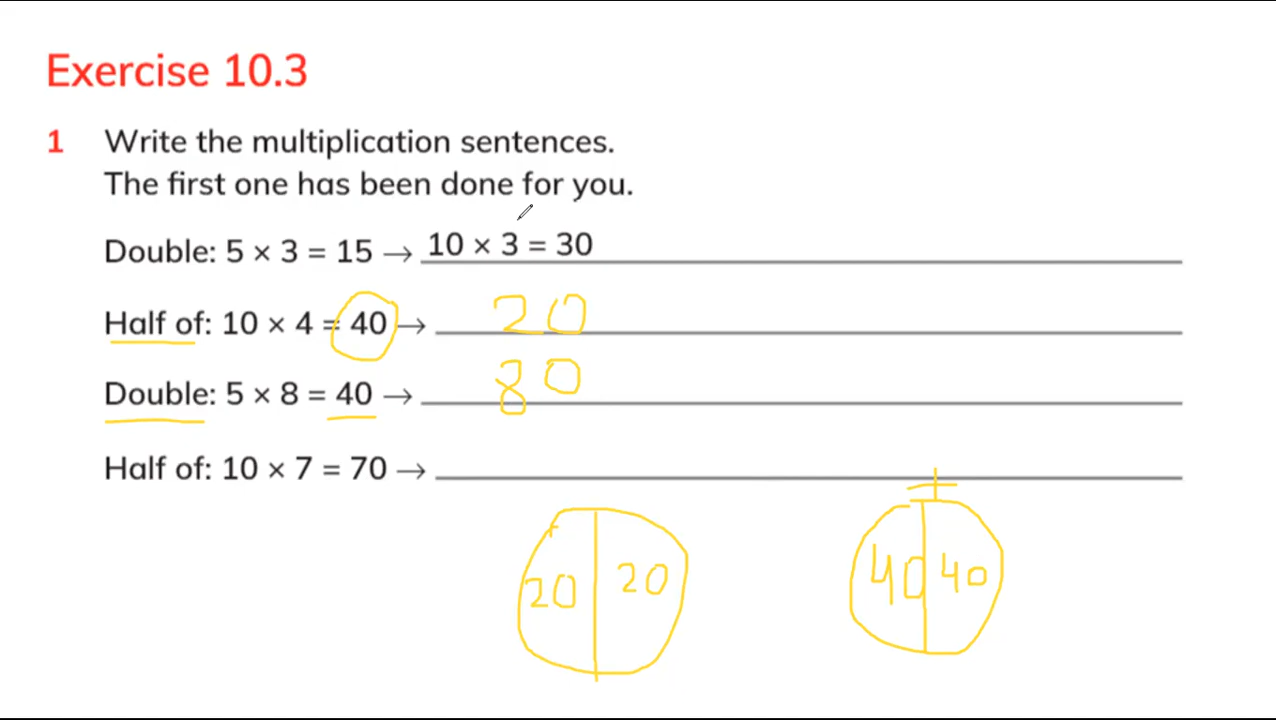 Exercise 10.3
1 Write the multiplication sentences.
The first one has been done for you.
Double: 5 × 3 = 15 → 10 × 3 = 30
Half of: 10 × 4 = 40 → 20
Double: 5 × 8 = 40 → 80
Half of: 10 × 7 = 70 →
20 20 40 40